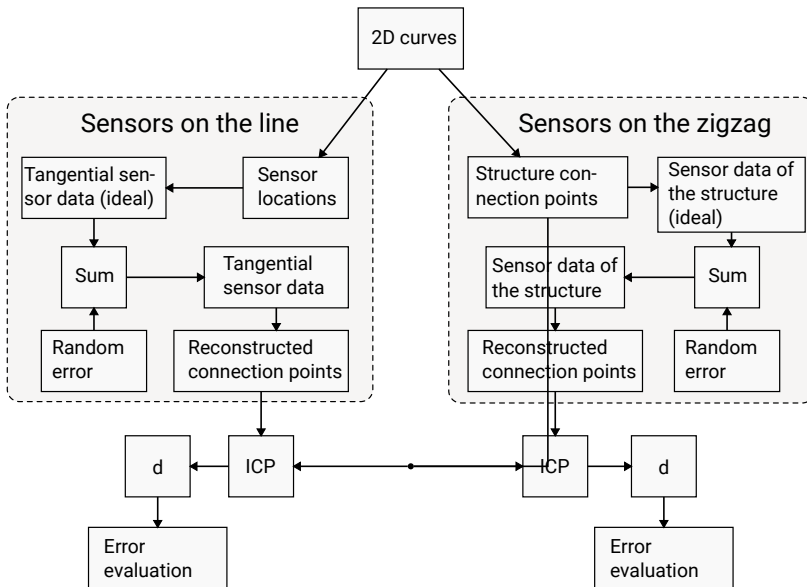 2D curves
Sensors on the line
Sensors on the zigzag
Tangential sen-
sor data (ideal)
Sensor
locations
Structure con-
nection points
Sensor data of
the structure
(ideal)
Sum
Tangential
sensor data
Sensor data of
the structure
Sum
Random
error
Reconstructed
connection points
Reconstructed
connection points
Random
error
d
ICP
ICP
d
Error
evaluation
Error
evaluation